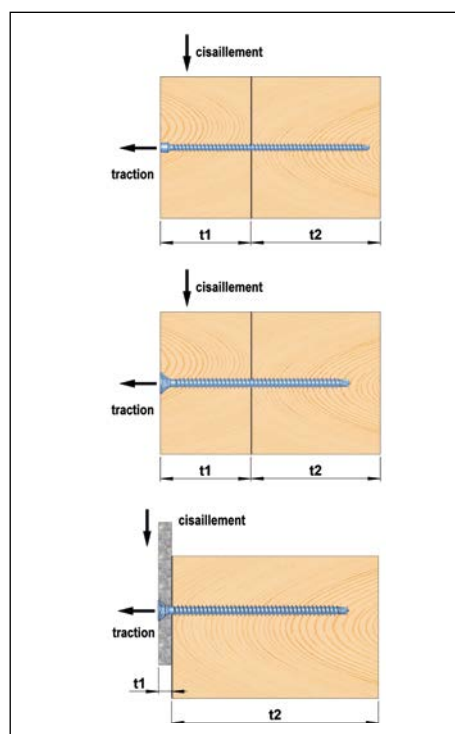 cisaillement
traction
t1 t2
cisaillement
traction
t1 t2
cisaillement
traction
t1
t2